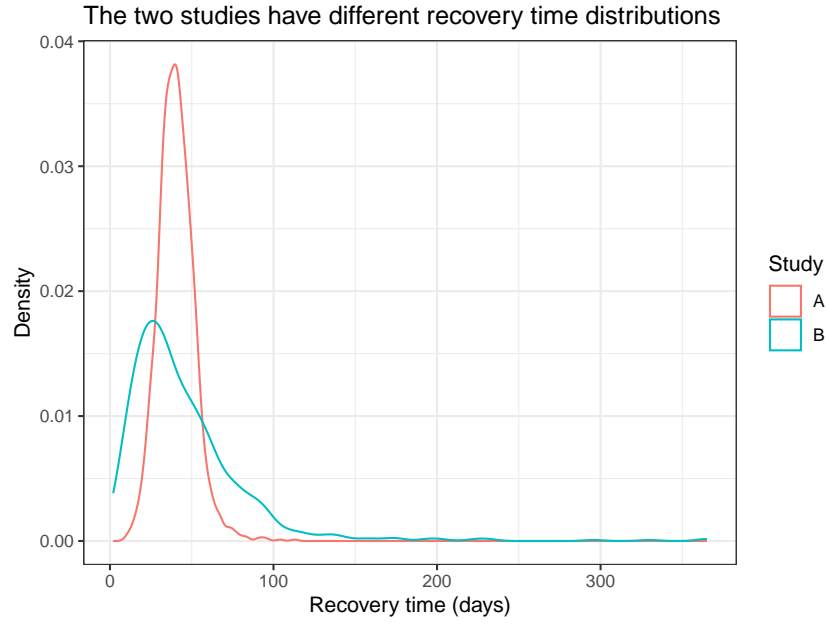 The two studies have different recovery time distributions
0.04
0.03
0.02
0.01
0.00
Density
0
100
200
300
Recovery time (days)
Study
A
B